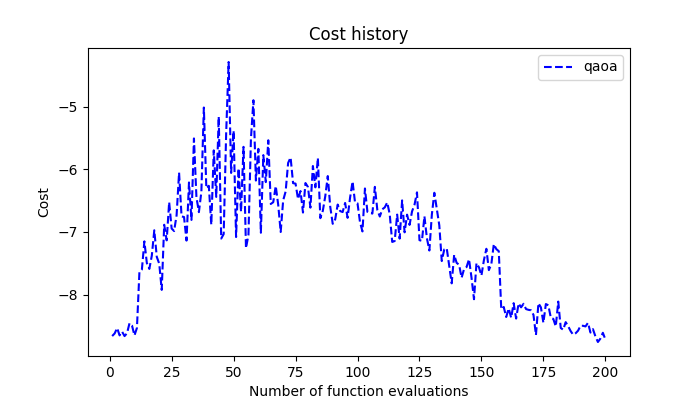 Cost history
qaoa
Cost
−5
−6
−7
−8
0 25 50 75 100 125 150 175 200
Number of function evaluations